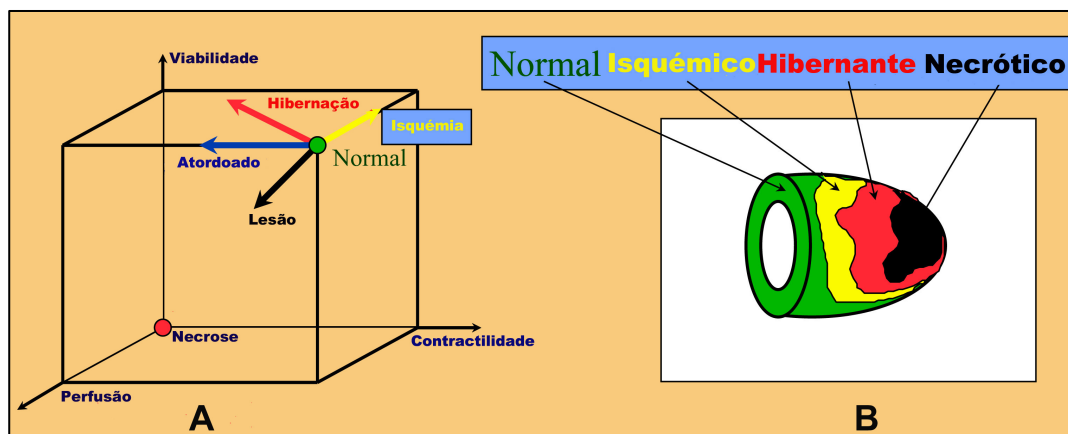 Normal Isquémico Hibernante Necrótico
Viabilidade
Hibernação
Isquémia
Atordoado
Normal
Lesão
Necrose
Contractilidade
Perfusão
A
B